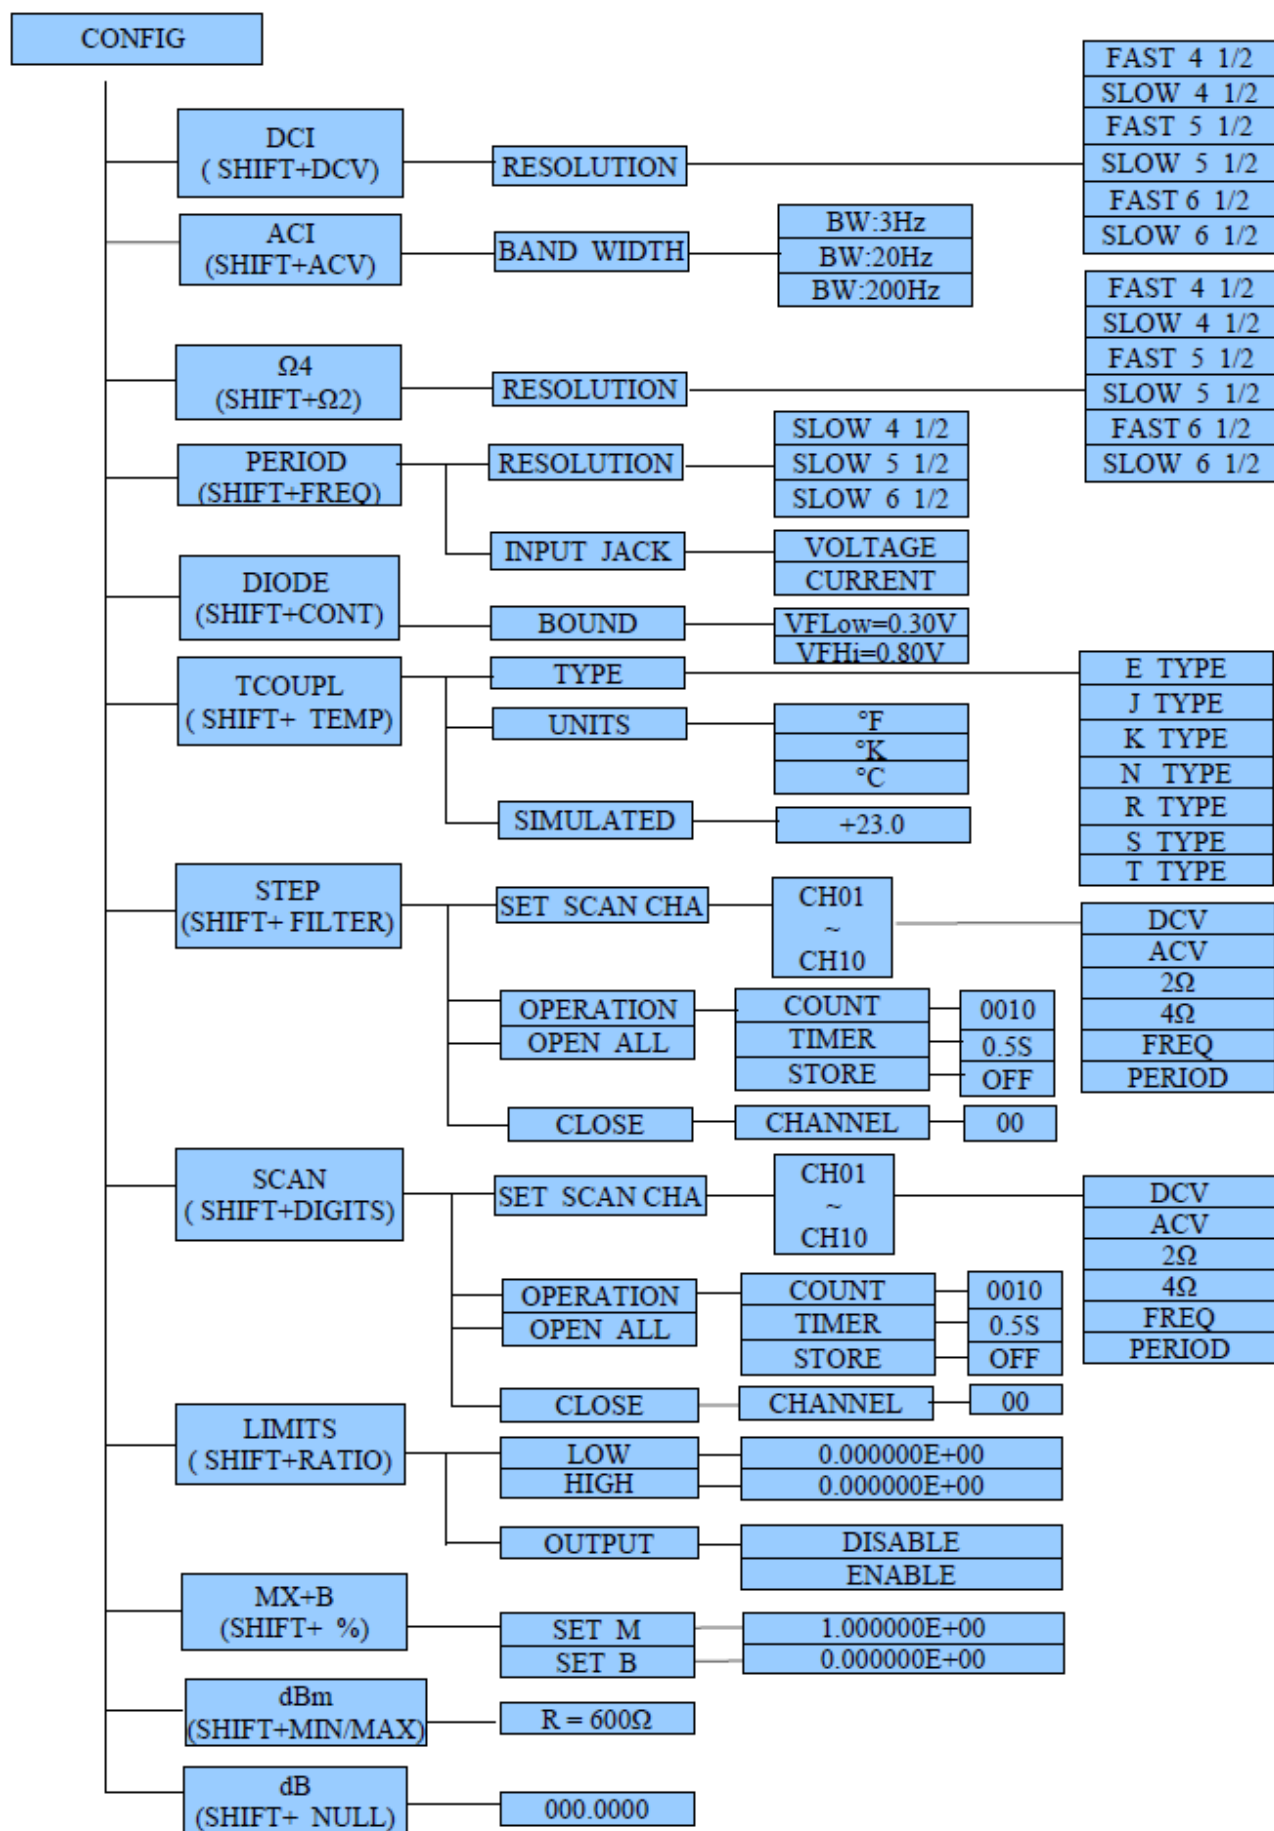 CONFIG
DCI
( SHIFT+DCV)
RESOLUTION
FAST 4 1/2
SLOW 4 1/2
FAST 5 1/2
SLOW 5 1/2
FAST 6 1/2
SLOW 6 1/2
ACI
(SHIFT+ACV)
BAND WIDTH
BW:3Hz
BW:20Hz
BW:200Hz
Ω4
(SHIFT+Ω2)
RESOLUTION
FAST 4 1/2
SLOW 4 1/2
FAST 5 1/2
SLOW 5 1/2
FAST 6 1/2
SLOW 6 1/2
PERIOD
(SHIFT+FREQ)
RESOLUTION
SLOW 4 1/2
SLOW 5 1/2
SLOW 6 1/2
INPUT JACK
VOLTAGE
CURRENT
DIODE
(SHIFT+CONT)
BOUND
VFLow=0.30V
VFHi=0.80V
TCOUPL
( SHIFT+ TEMP)
TYPE
E TYPE
J TYPE
K TYPE
N TYPE
R TYPE
S TYPE
T TYPE
UNITS
°F
°K
°C
SIMULATED
+23.0
STEP
(SHIFT+ FILTER)
SET SCAN CHA
CH01
~
CH10
DCV
ACV
2Ω
4Ω
FREQ
PERIOD
OPERATION
OPEN ALL
COUNT
0010
TIMER
0.5S
STORE
OFF
CLOSE
CHANNEL
00
SCAN
( SHIFT+DIGITS)
SET SCAN CHA
CH01
~
CH10
DCV
ACV
2Ω
4Ω
FREQ
PERIOD
OPERATION
OPEN ALL
COUNT
0010
TIMER
0.5S
STORE
OFF
CLOSE
CHANNEL
00
LIMITS
( SHIFT+RATIO)
LOW
0.000000E+00
HIGH
0.000000E+00
OUTPUT
DISABLE
ENABLE
MX+B
(SHIFT+ %)
SET M
1.000000E+00
SET B
0.000000E+00
dBm
(SHIFT+MIN/MAX)
R = 600Ω
dB
(SHIFT+ NULL)
000.0000